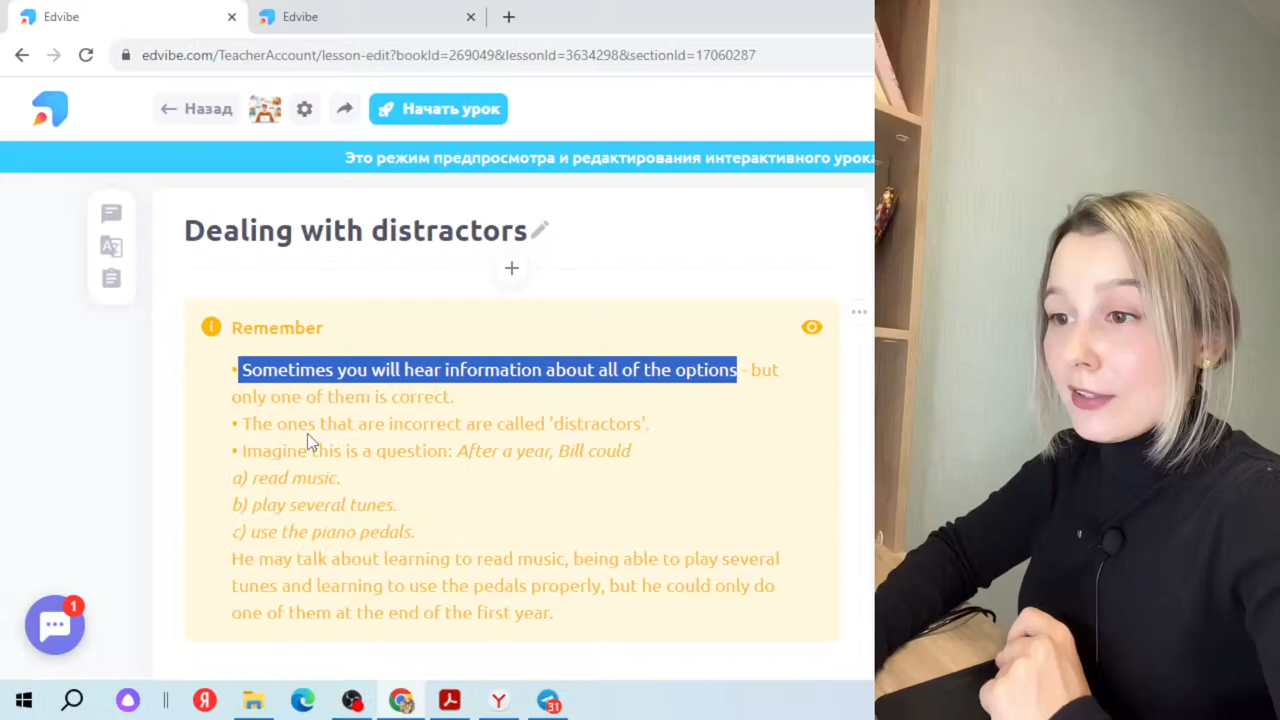 Edvibe
Edvibe
edvibe.com/TeacherAccount/lesson-edit?bookId=269049&lessonId=3634298&sectionId=17060287
Назад
Начать урок
Это режим предпросмотра и редактирования интерактивного урока
Dealing with distractors
Remember
• Sometimes you will hear information about all of the options - but
only one of them is correct.
• The ones that are incorrect are called 'distractors'.
• Imagine this is a question: After a year, Bill could
a) read music.
b) play several tunes.
c) use the piano pedals.
He may talk about learning to read music, being able to play several
tunes and learning to use the pedals properly, but he could only do
one of them at the end of the first year.
1
Я
Y
31